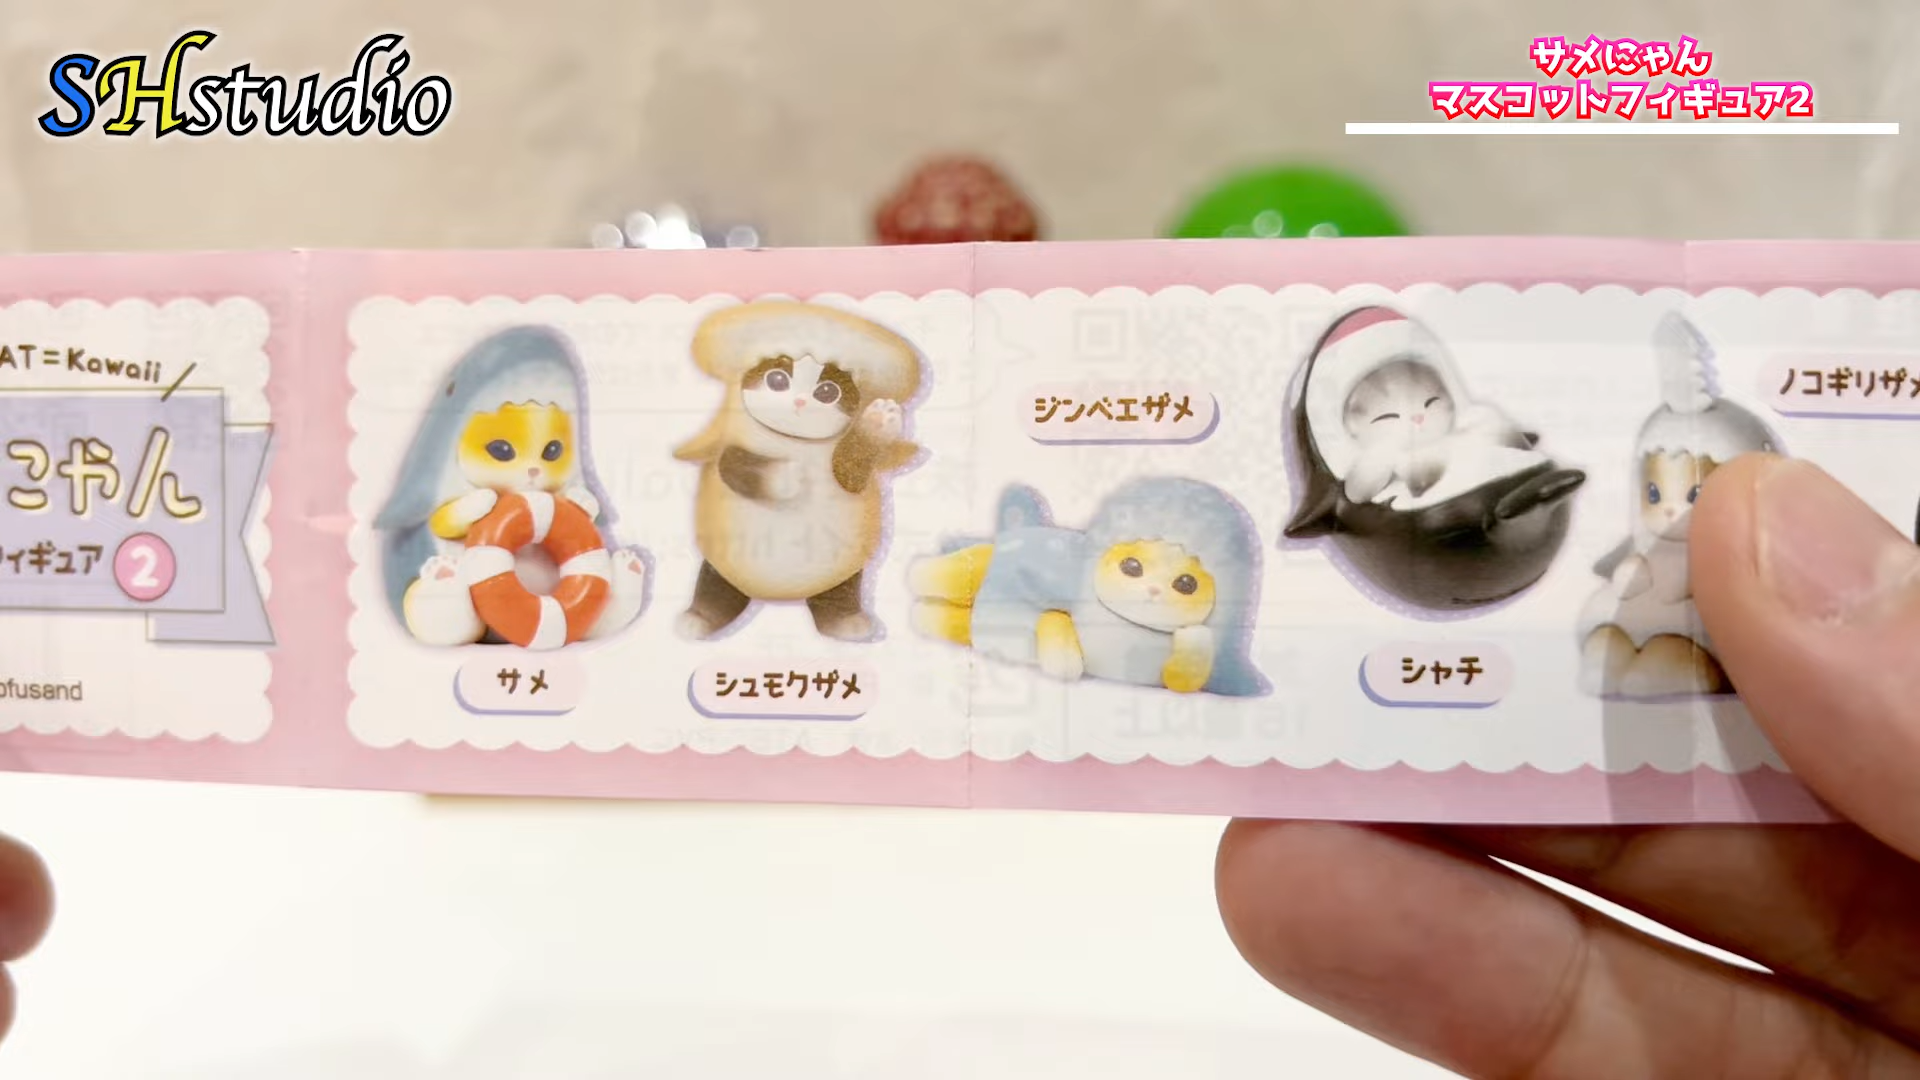 SHstudio
サメにゃん
マスコットフィギュア2
AT=Kawaii
にゃん
フィギュア 2
ofusand
サメ
シュモクザメ
ジンベエザメ
シャチ
ノコギリザメ